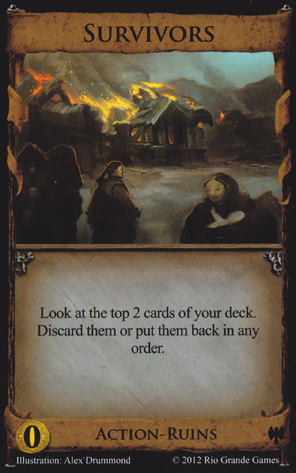 SURVIVORS
Look at the top 2 cards of your deck.
Discard them or put them back in any
order.
0
ACTION-RUINS
Illustration: Alex Drummond © 2012 Rio Grande Games